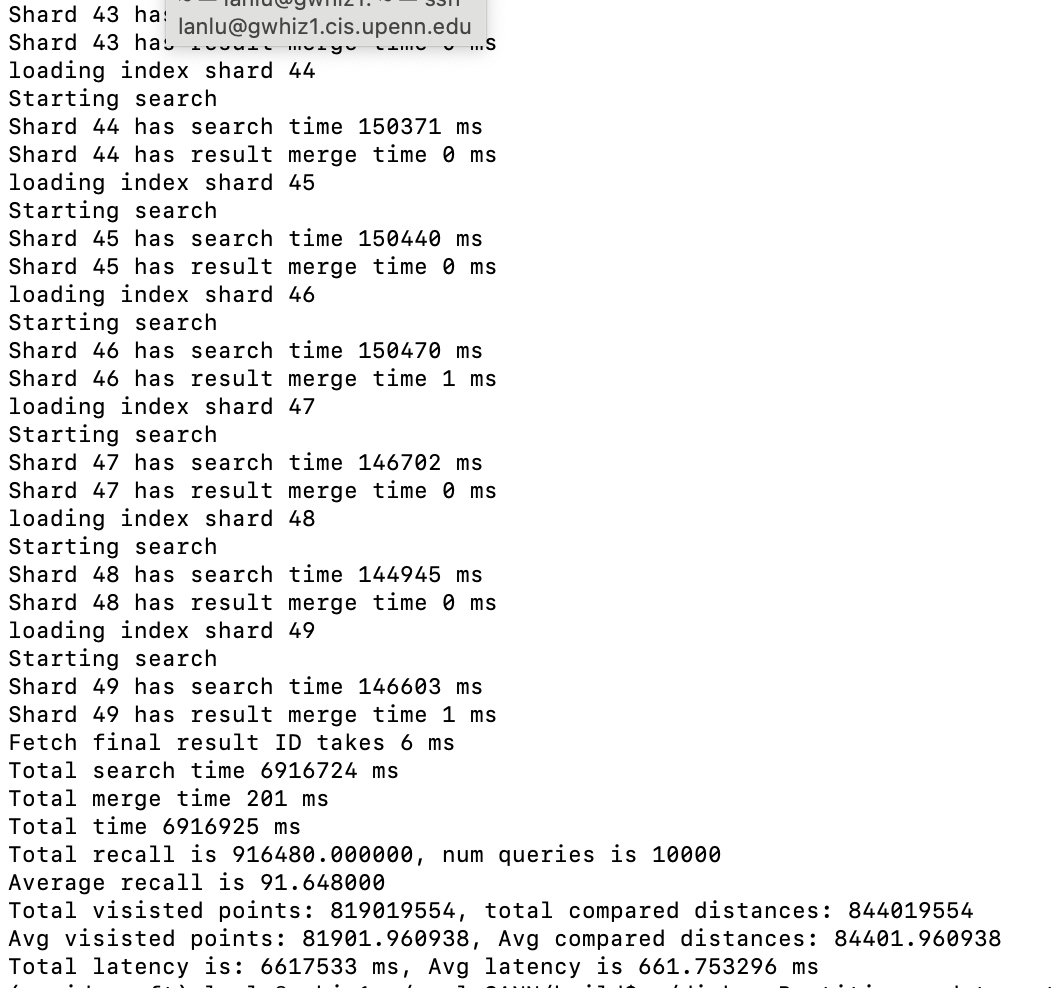 Shard 43 has
lanlu@gwhiz1.cis.upenn.edu
Shard 43 has result merge time 0 ms
loading index shard 44
Starting search
Shard 44 has search time 150371 ms
Shard 44 has result merge time 0 ms
loading index shard 45
Starting search
Shard 45 has search time 150440 ms
Shard 45 has result merge time 0 ms
loading index shard 46
Starting search
Shard 46 has search time 150470 ms
Shard 46 has result merge time 1 ms
loading index shard 47
Starting search
Shard 47 has search time 146702 ms
Shard 47 has result merge time 0 ms
loading index shard 48
Starting search
Shard 48 has search time 144945 ms
Shard 48 has result merge time 0 ms
loading index shard 49
Starting search
Shard 49 has search time 146603 ms
Shard 49 has result merge time 1 ms
Fetch final result ID takes 6 ms
Total search time 6916724 ms
Total merge time 201 ms
Total time 6916925 ms
Total recall is 916480.000000, num queries is 10000
Average recall is 91.648000
Total visisted points: 819019554, total compared distances: 844019554
Avg visisted points: 81901.960938, Avg compared distances: 84401.960938
Total latency is: 6617533 ms, Avg latency is 661.753296 ms